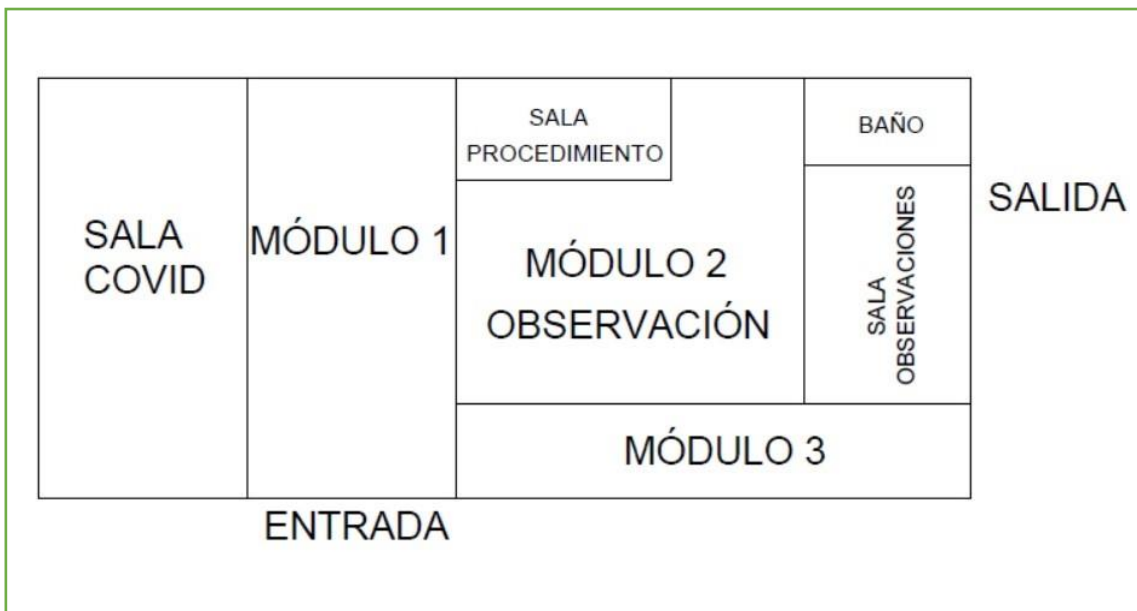 SALA
COVID
MÓDULO 1
SALA
PROCEDIMIENTO
MÓDULO 2
OBSERVACIÓN
BAÑO
SALA
OBSERVACIONES
SALIDA
MÓDULO 3
ENTRADA